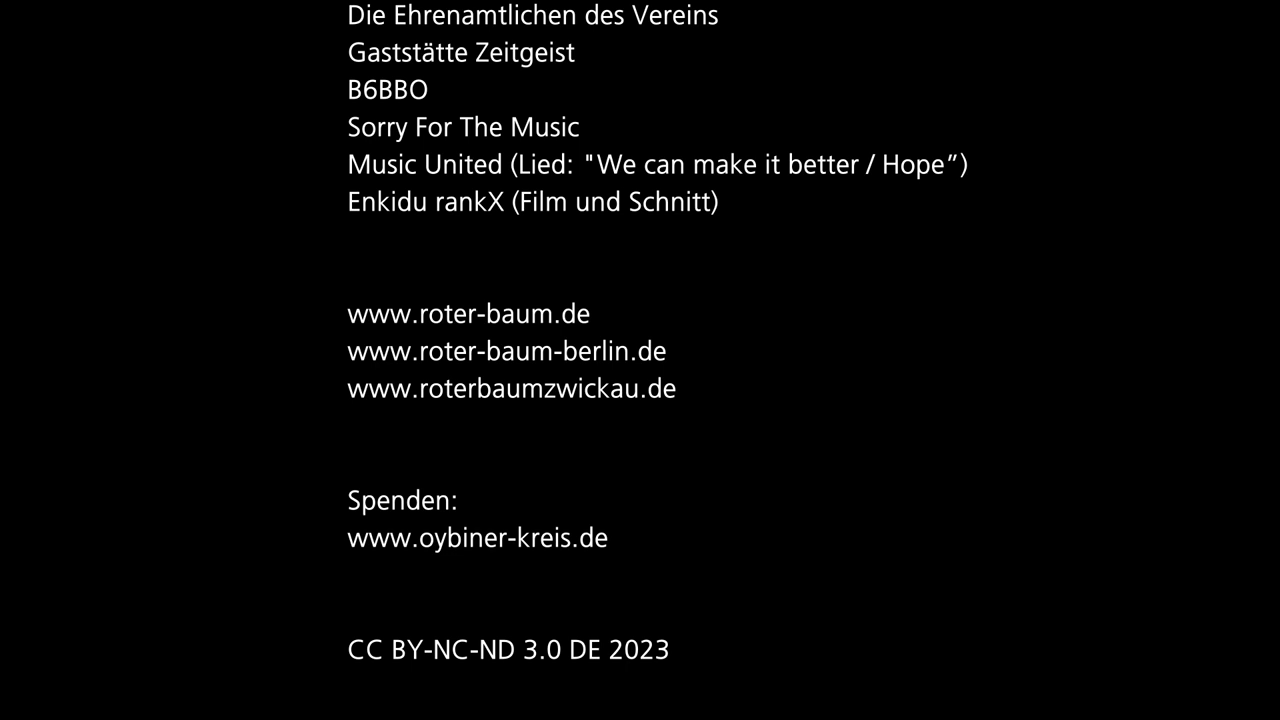 Die Ehrenamtlichen des Vereins
Gaststätte Zeitgeist
B6BBO
Sorry For The Music
Music United (Lied: "We can make it better / Hope”)
Enkidu rankX (Film und Schnitt)
www.roter-baum.de
www.roter-baum-berlin.de
www.roterbaumzwickau.de
Spenden:
www.oybiner-kreis.de
CC BY-NC-ND 3.0 DE 2023